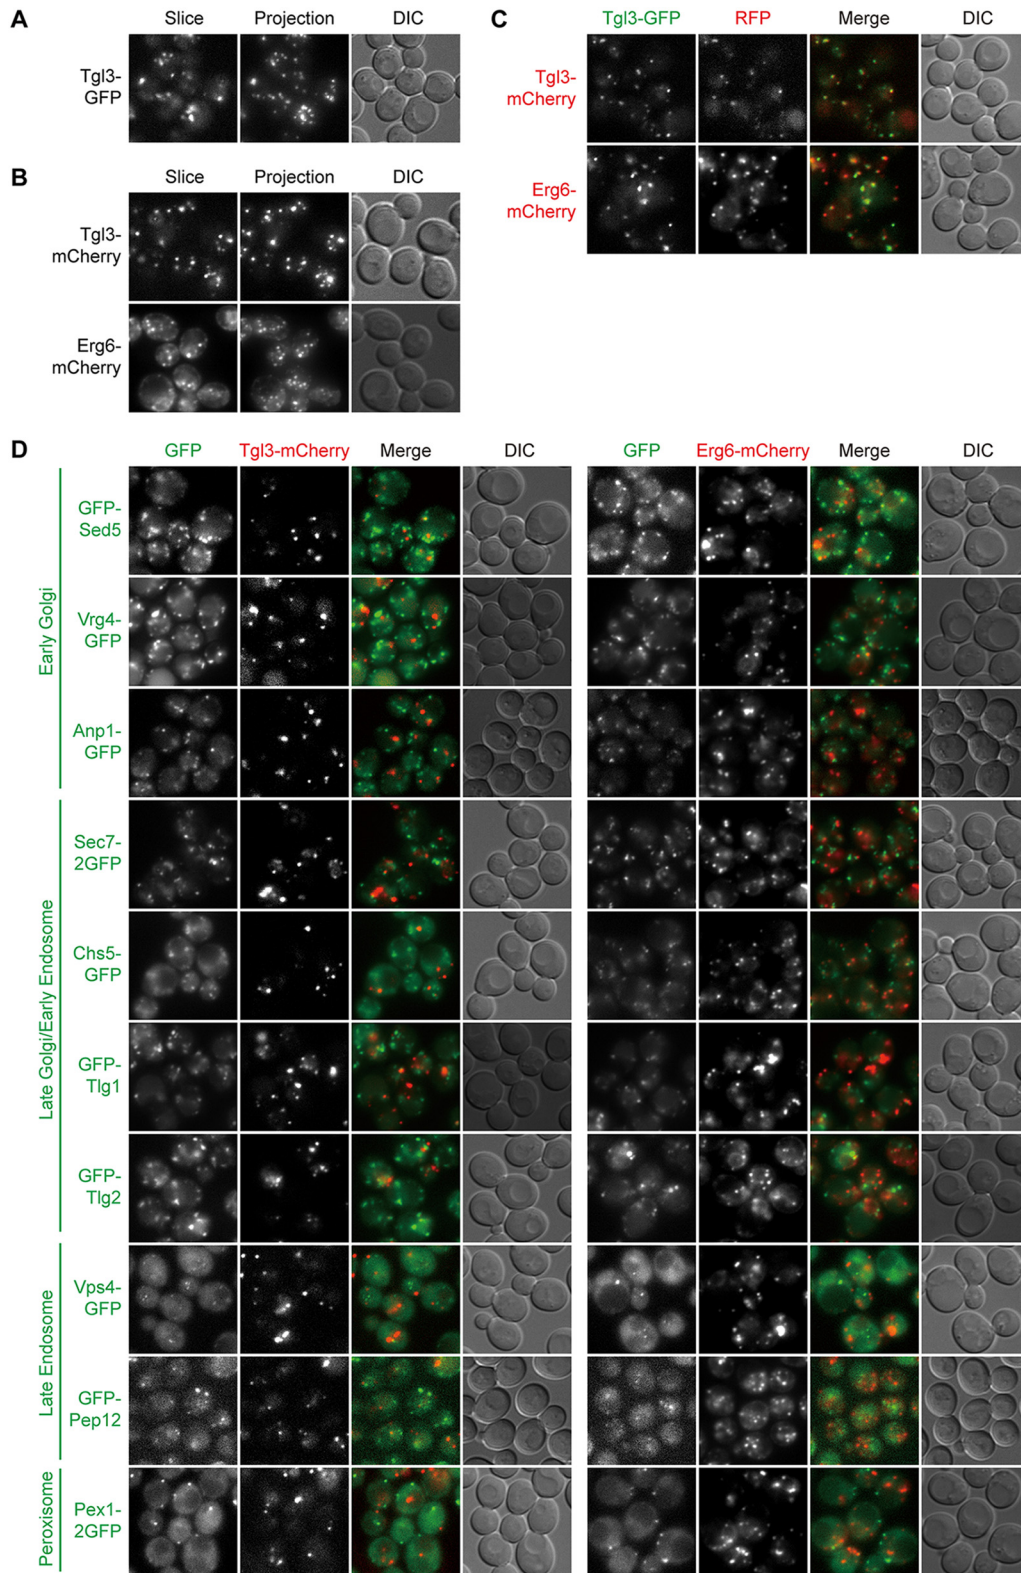 A
Slice Projection DIC
Tgl3-
GFP
B
Slice Projection DIC
Tgl3-
mCherry
Erg6-
mCherry
C
Tgl3-GFP RFP Merge DIC
Tgl3-
mCherry
Erg6-
mCherry
D
GFP Tgl3-mCherry Merge DIC GFP Erg6-mCherry Merge DIC
Early Golgi
GFP-
Sed5
Vrg4-
GFP
Anp1-
GFP
Late Golgi/Early Endosome
Sec7-
2GFP
Chs5-
GFP
GFP-
Tlg1
GFP-
Tlg2
Late Endosome
Vps4-
GFP
GFP-
Pep12
Peroxisome
Pex1-
2GFP